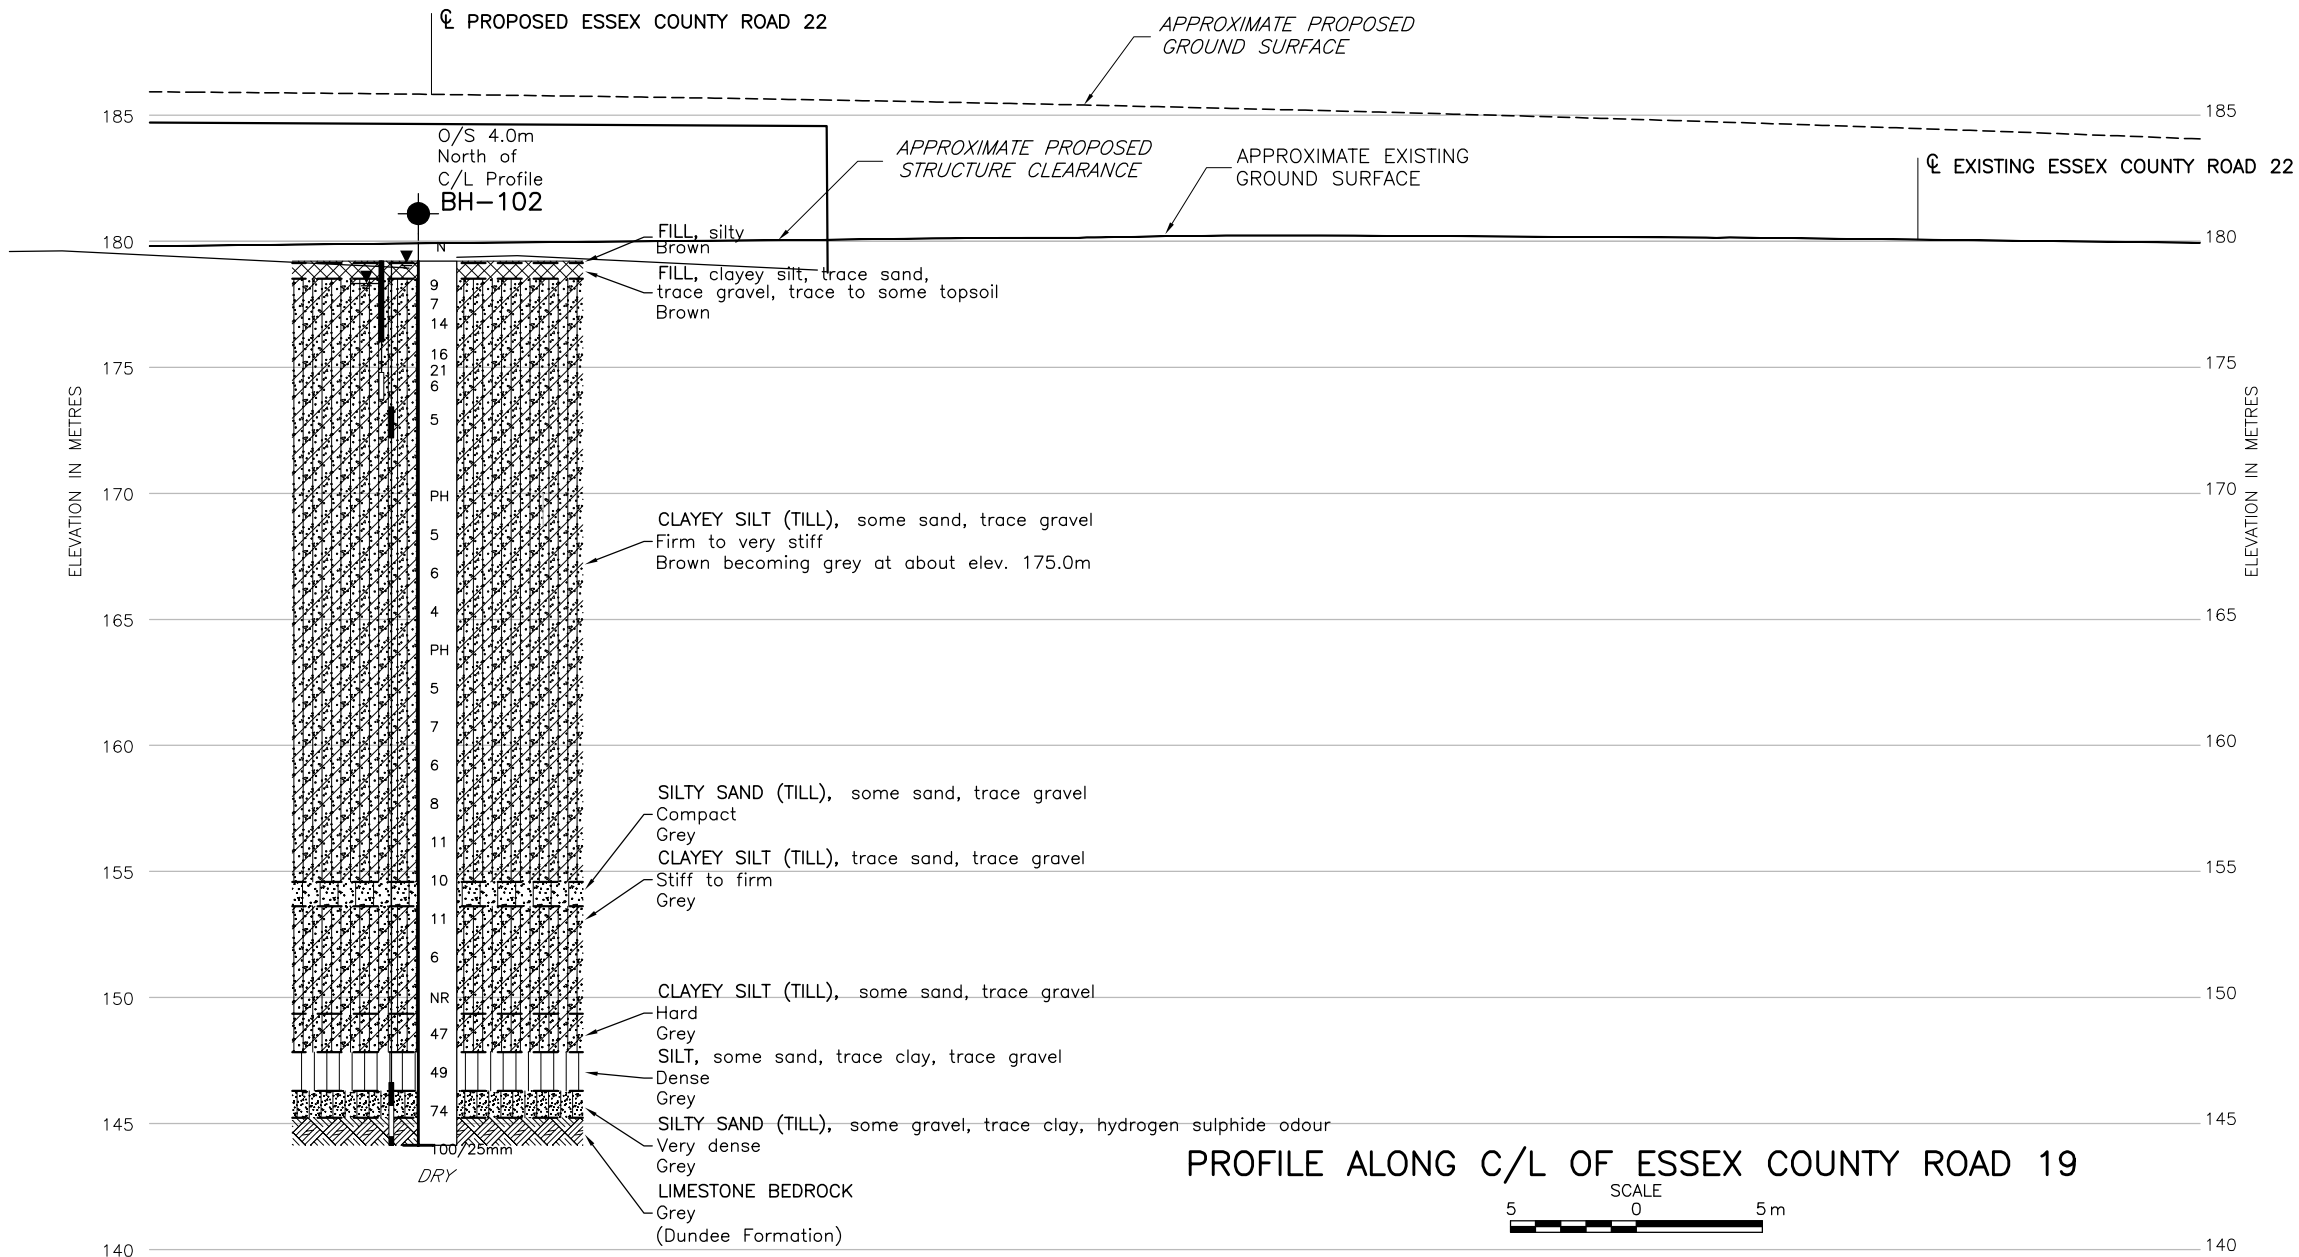 ℄ PROPOSED ESSEX COUNTY ROAD 22
APPROXIMATE PROPOSED
GROUND SURFACE
185
185
O/S 4.0m
North of
C/L Profile
BH-102
APPROXIMATE PROPOSED
STRUCTURE CLEARANCE
APPROXIMATE EXISTING
GROUND SURFACE
℄ EXISTING ESSEX COUNTY ROAD 22
180
180
N
FILL, silty
Brown
FILL, clayey silt, trace sand,
trace gravel, trace to some topsoil
Brown
9
7
14
16
175
175
21
6
5
ELEVATION IN METRES
ELEVATION IN METRES
170
170
PH
CLAYEY SILT (TILL), some sand, trace gravel
Firm to very stiff
Brown becoming grey at about elev. 175.0m
5
6
4
165
165
PH
5
7
160
160
6
8
11
SILTY SAND (TILL), some sand, trace gravel
Compact
Grey
CLAYEY SILT (TILL), trace sand, trace gravel
Stiff to firm
Grey
155
155
10
11
6
150
150
NR
CLAYEY SILT (TILL), some sand, trace gravel
Hard
Grey
47
SILT, some sand, trace clay, trace gravel
Dense
Grey
49
74
145
145
SILTY SAND (TILL), some gravel, trace clay, hydrogen sulphide odour
Very dense
Grey
100/25mm
DRY
LIMESTONE BEDROCK
Grey
(Dundee Formation)
PROFILE ALONG C/L OF ESSEX COUNTY ROAD 19
SCALE
5 0 5 m
140
140